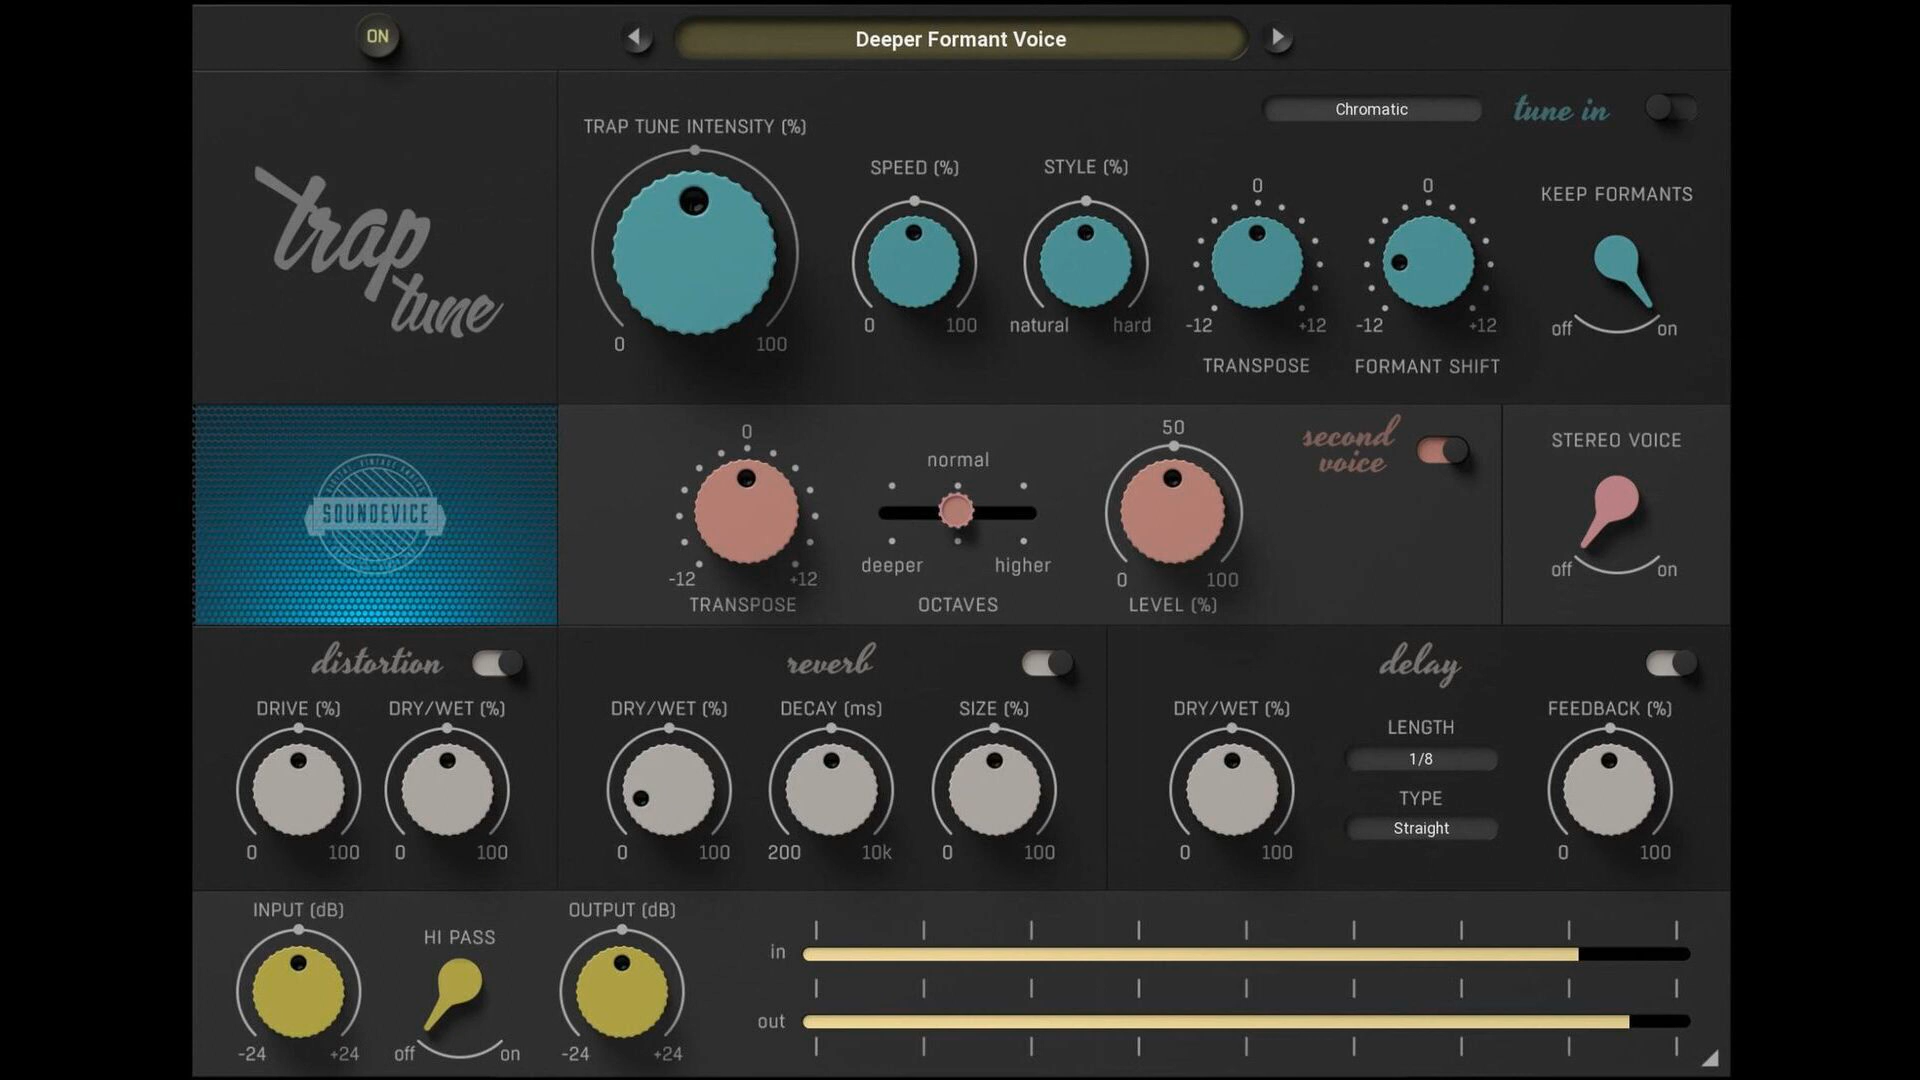 ON
Deeper Formant Voice
trap
tune
TRAP TUNE INTENSITY (%)
0
100
SPEED (%)
0
100
STYLE (%)
natural
hard
0
-12
+12
TRANSPOSE
0
-12
+12
FORMANT SHIFT
Chromatic
tune in
KEEP FORMANTS
off
on
SOUNDEVICE
0
-12
+12
TRANSPOSE
normal
deeper
higher
OCTAVES
50
0
100
LEVEL (%)
second
voice
STEREO VOICE
off
on
distortion
DRIVE (%)
0
100
DRY/WET (%)
0
100
reverb
DRY/WET (%)
0
100
DECAY (ms)
200
10k
SIZE (%)
0
100
delay
DRY/WET (%)
0
100
LENGTH
1/8
TYPE
Straight
FEEDBACK (%)
0
100
INPUT (dB)
-24
+24
HI PASS
off
on
OUTPUT (dB)
-24
+24
in
out